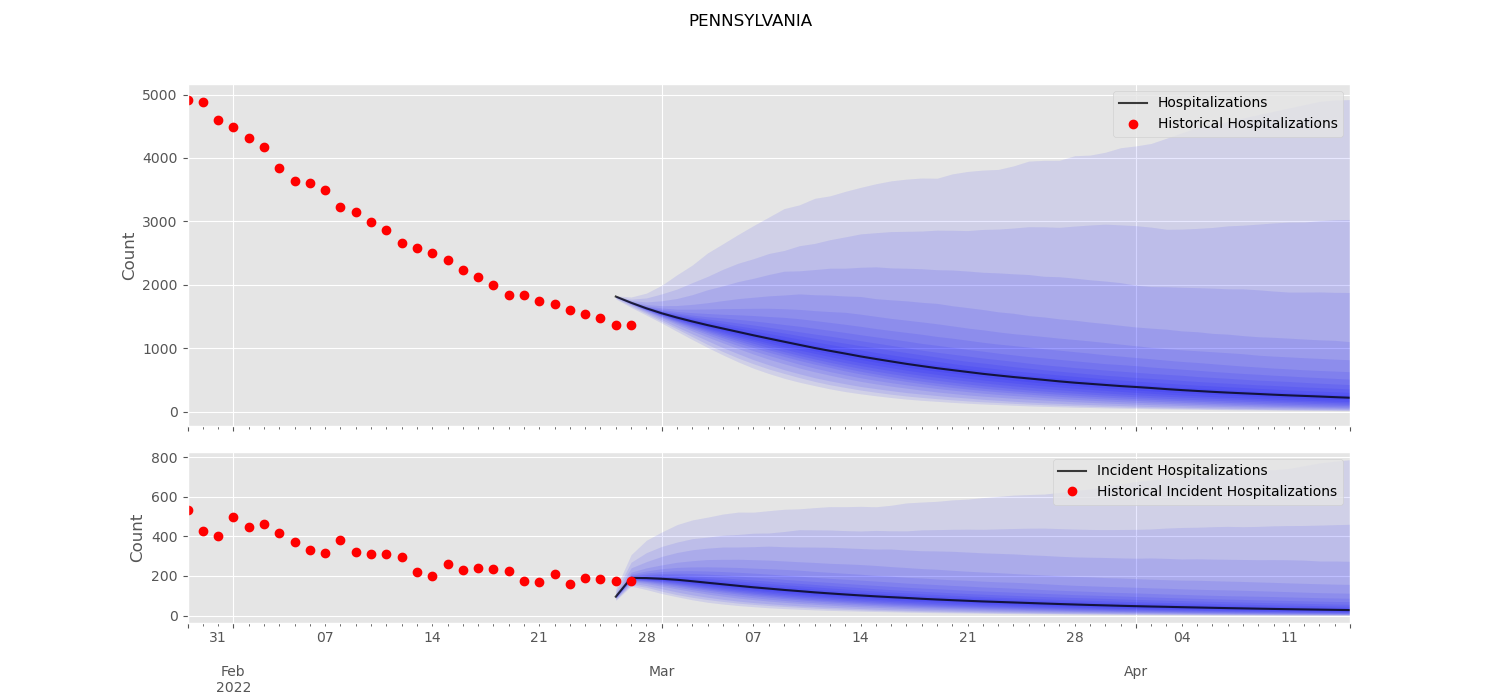 PENNSYLVANIA
5000
4000
3000
2000
1000
0
Count
Hospitalizations
Historical Hospitalizations
800
600
400
200
0
Count
Incident Hospitalizations
Historical Incident Hospitalizations
31 07 14 21 28 07 14 21 28 04 11
Feb Mar Apr
2022